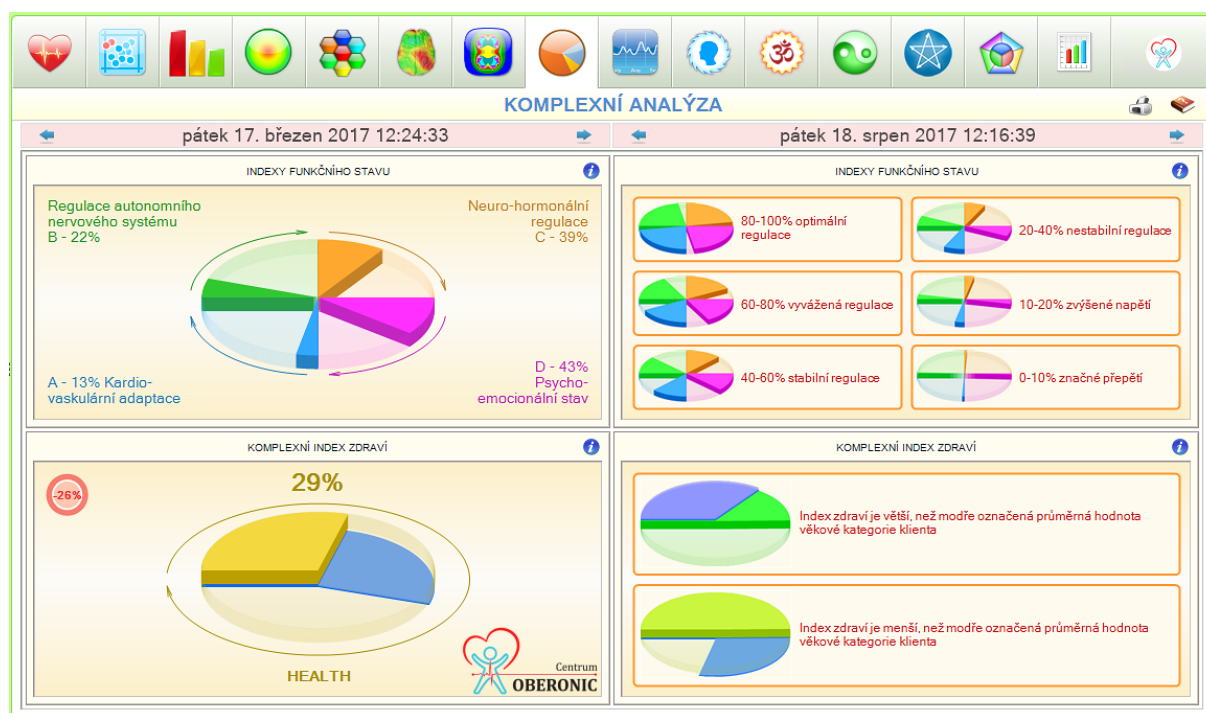 KOMPLEXNÍ ANALÝZA
pátek 17. březen 2017 12:24:33
pátek 18. srpen 2017 12:16:39
INDEXY FUNKČNÍHO STAVU
Regulace autonomního
nervového systému
B - 22%
Neuro-hormonální
regulace
C - 39%
A - 13% Kardio-
vaskulární adaptace
D - 43%
Psycho-
emocionální stav
INDEXY FUNKČNÍHO STAVU
80-100% optimální
regulace
20-40% nestabilní regulace
60-80% vyvážená regulace
10-20% zvýšené napětí
40-60% stabilní regulace
0-10% značné přepětí
KOMPLEXNÍ INDEX ZDRAVÍ
-26%
29%
HEALTH
Centrum
OBERONIC
KOMPLEXNÍ INDEX ZDRAVÍ
Index zdraví je větší, než modře označená průměrná hodnota
věkové kategorie klienta
Index zdraví je menší, než modře označená průměrná hodnota
věkové kategorie klienta